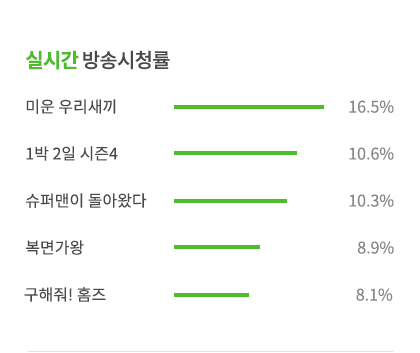 실시간 방송시청률
미운 우리새끼 16.5%
1박 2일 시즌4 10.6%
슈퍼맨이 돌아왔다 10.3%
복면가왕 8.9%
구해줘! 홈즈 8.1%